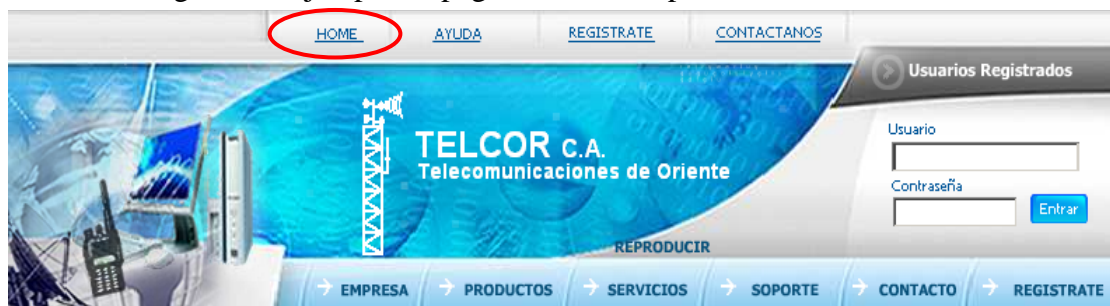 HOME AYUDA REGISTRATE CONTACTANOS
Usuarios Registrados
TELCOR C.A.
Telecomunicaciones de Oriente
Usuario
Contraseña
Entrar
REPRODUCIR
EMPRESA PRODUCTOS SERVICIOS SOPORTE CONTACTO REGISTRATE